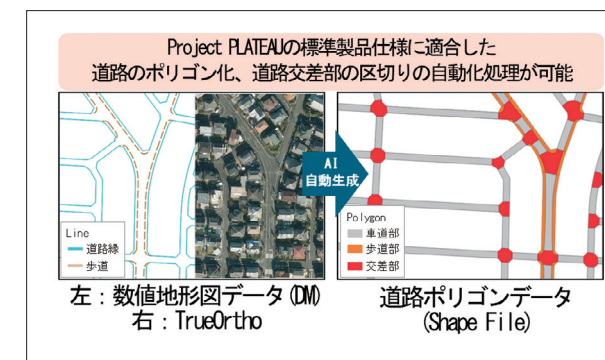 Project PLATEAUの標準製品仕様に適合した
道路のポリゴン化、道路交差部の区切りの自動化処理が可能
Line
道路縁
歩道
AI
自動生成
Polygon
車道部
歩道部
交差部
左：数値地形図データ(DM)
右：TrueOrtho
道路ポリゴンデータ
(Shape File)